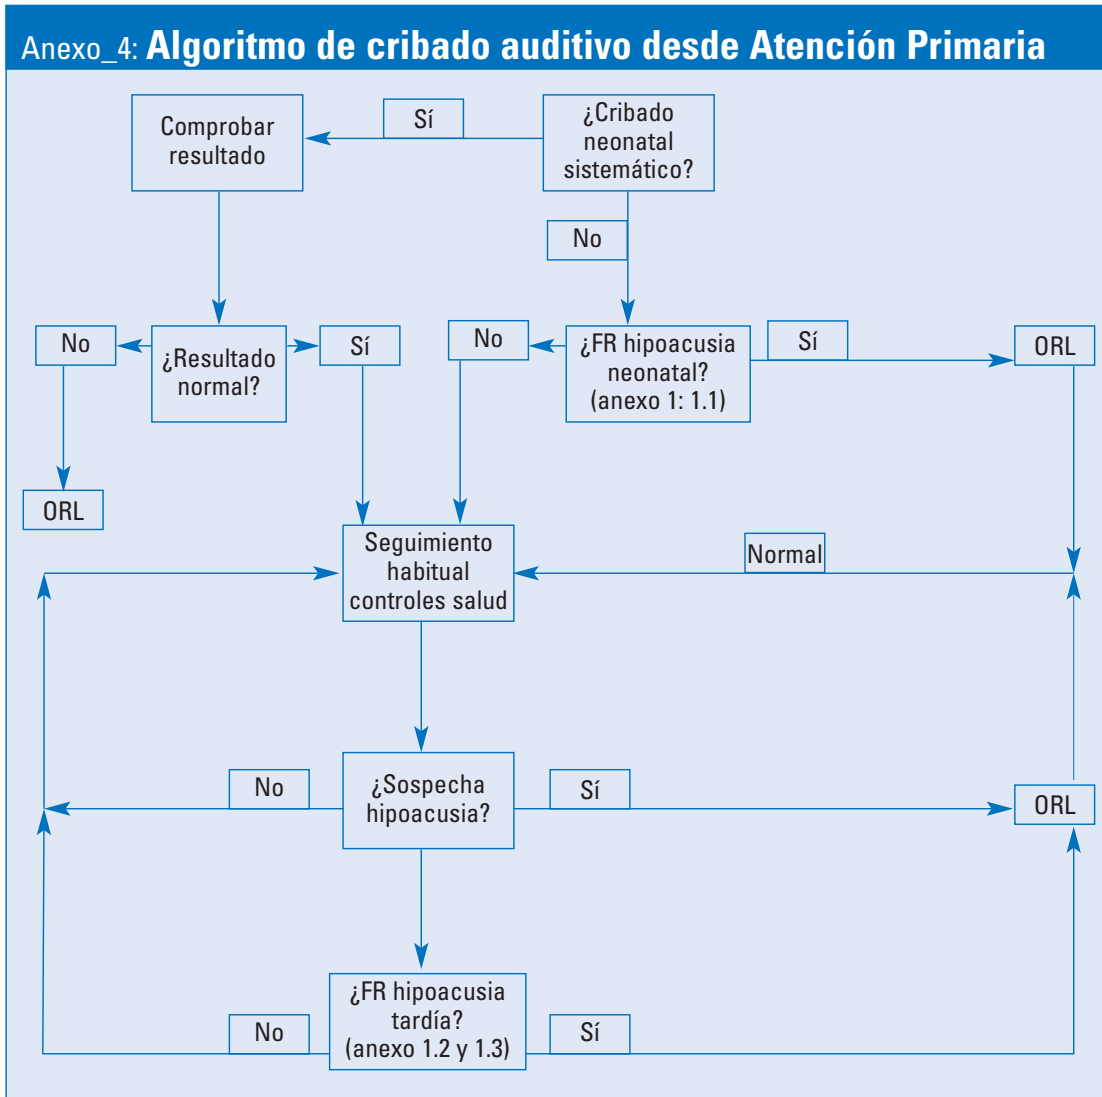 Anexo_4: Algoritmo de cribado auditivo desde Atención Primaria
Comprobar
resultado
Sí
¿Cribado
neonatal
sistemático?
No
No
¿Resultado
normal?
Sí
No
¿FR hipoacusia
neonatal?
(anexo 1: 1.1)
Sí
ORL
ORL
Seguimiento
habitual
controles salud
Normal
No
¿Sospecha
hipoacusia?
Sí
ORL
No
¿FR hipoacusia
tardía?
(anexo 1.2 y 1.3)
Sí